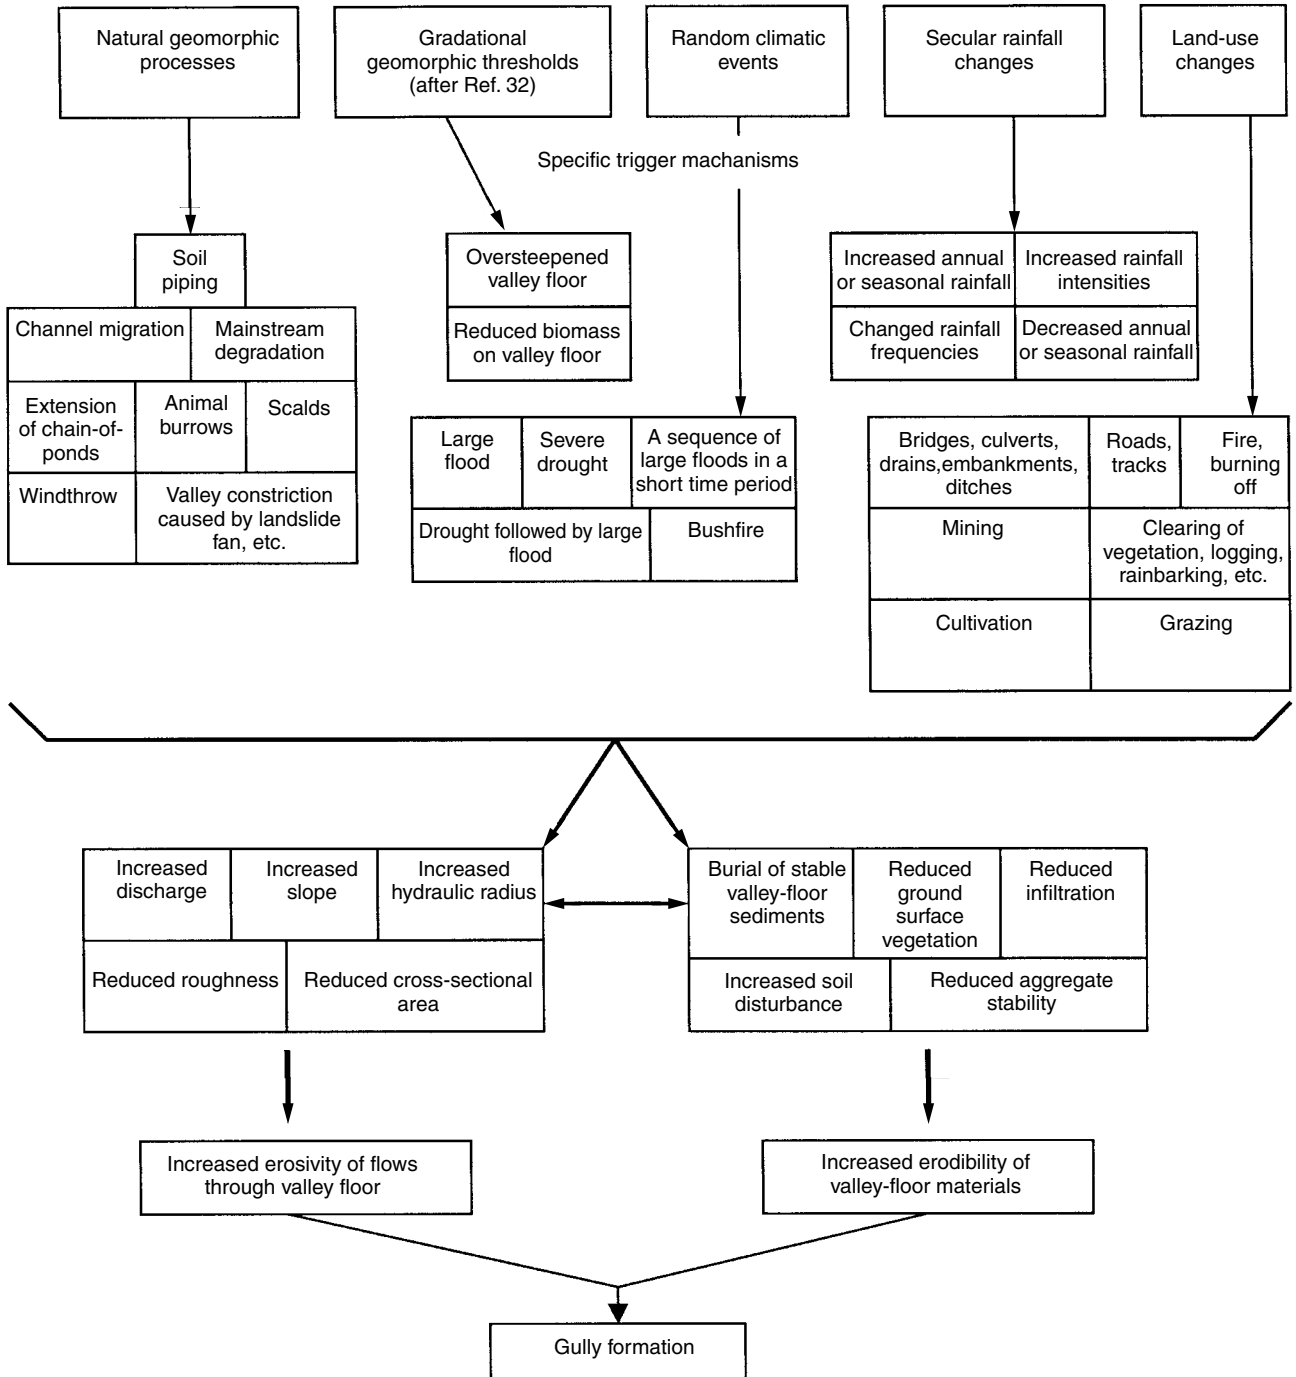 Natural geomorphic
processes
Gradational
geomorphic thresholds
(after Ref. 32)
Random climatic
events
Secular rainfall
changes
Land-use
changes
Specific trigger machanisms
Soil
piping
Channel migration
Mainstream
degradation
Extension
of chain-of-
ponds
Animal
burrows
Scalds
Windthrow
Valley constriction
caused by landslide
fan, etc.
Oversteepened
valley floor
Reduced biomass
on valley floor
Large
flood
Severe
drought
A sequence of
large floods in a
short time period
Drought followed by large
flood
Bushfire
Increased annual
or seasonal rainfall
Increased rainfall
intensities
Changed rainfall
frequencies
Decreased annual
or seasonal rainfall
Bridges, culverts,
drains,embankments,
ditches
Roads,
tracks
Fire,
burning
off
Mining
Clearing of
vegetation, logging,
rainbarking, etc.
Cultivation
Grazing
Increased
discharge
Increased
slope
Increased
hydraulic radius
Reduced roughness
Reduced cross-sectional
area
Burial of stable
valley-floor
sediments
Reduced
ground
surface
vegetation
Reduced
infiltration
Increased soil
disturbance
Reduced aggregate
stability
Increased erosivity of flows
through valley floor
Increased erodibility of
valley-floor materials
Gully formation